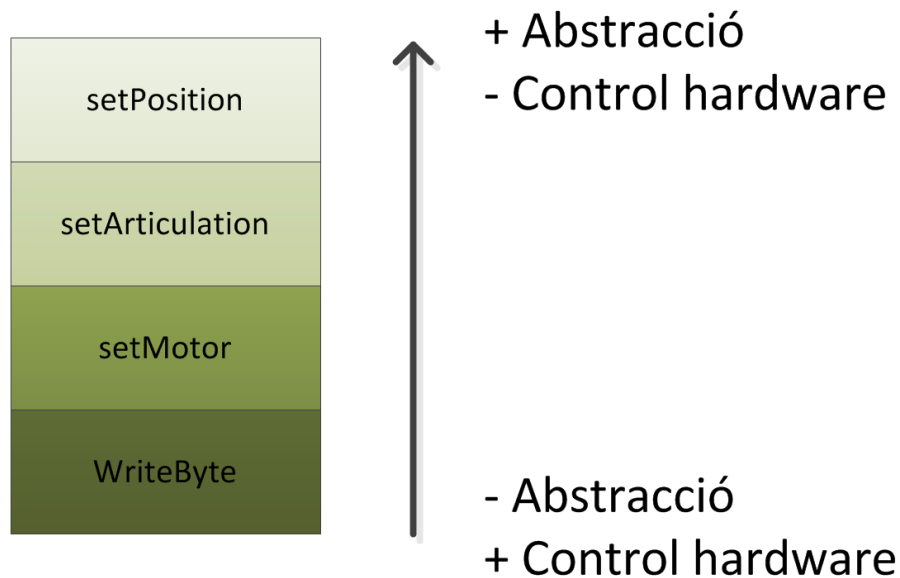 + Abstracció
- Control hardware
setPosition
setArticulation
setMotor
WriteByte
- Abstracció
+ Control hardware